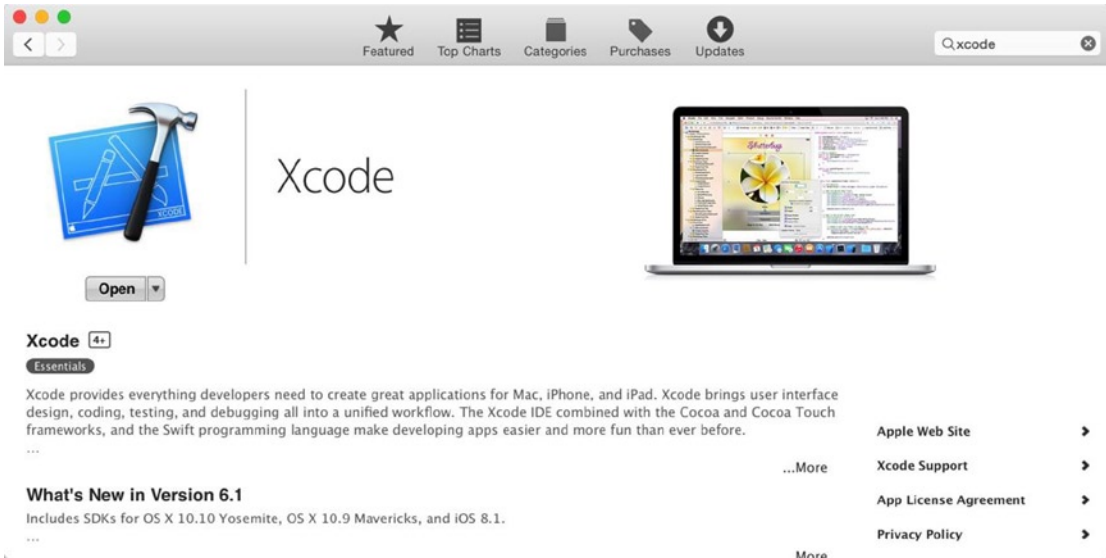 Featured Top Charts Categories Purchases Updates xcode
XCODE
Xcode
Shutterbug
Open
Xcode 4+
Essentials
Xcode provides everything developers need to create great applications for Mac, iPhone, and iPad. Xcode brings user interface
design, coding, testing, and debugging all into a unified workflow. The Xcode IDE combined with the Cocoa and Cocoa Touch
frameworks, and the Swift programming language make developing apps easier and more fun than ever before.
...
...More
What's New in Version 6.1
Includes SDKs for OS X 10.10 Yosemite, OS X 10.9 Mavericks, and iOS 8.1.
...
More
Apple Web Site
Xcode Support
App License Agreement
Privacy Policy